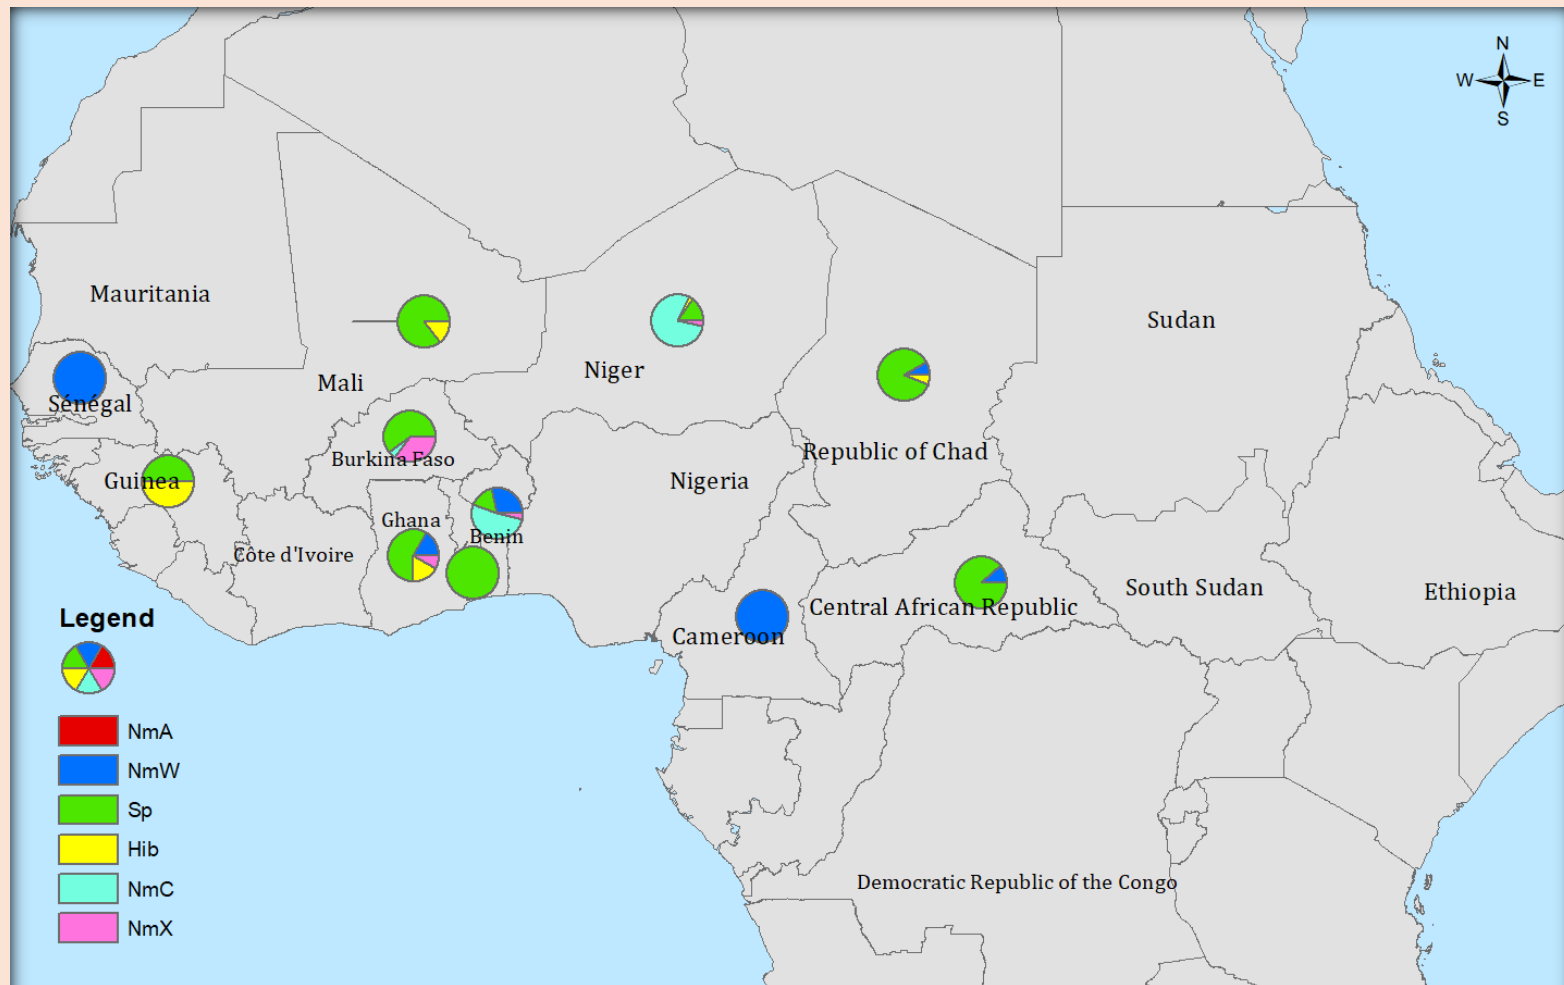 N
W E
S
Mauritania
Sudan
Niger
Mali
Sénégal
Republic of Chad
Burkina Faso
Guinea
Nigeria
Ghana
Benin
Côte d'Ivoire
South Sudan
Ethiopia
Central African Republic
Cameroon
Legend
NmA
NmW
Sp
Hib
NmC
NmX
Democratic Republic of the Congo